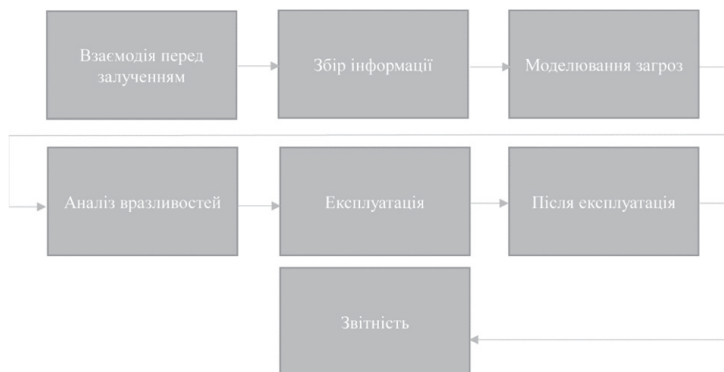 Взаємодія перед
залученням
Збір інформації
Моделювання загроз
Аналіз вразливостей
Експлуатація
Після експлуатація
Звітність